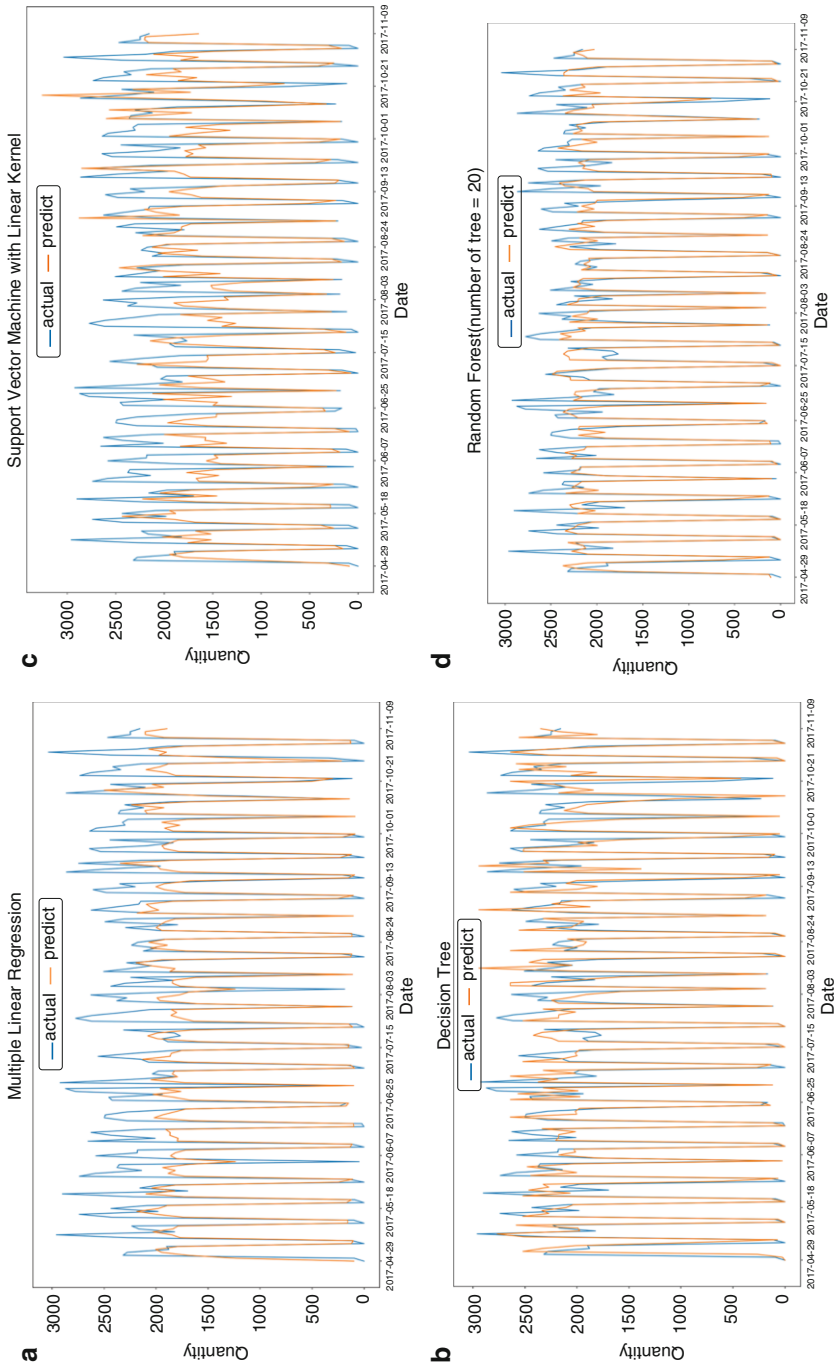 a
Multiple Linear Regression
actual predict
3000
2500
2000
1500
1000
500
0
Quantity
2017-04-29 2017-05-18 2017-06-07 2017-06-25 2017-07-15 2017-08-03 2017-08-24 2017-09-13 2017-10-01 2017-10-21 2017-11-09
Date
b
Decision Tree
actual predict
3000
2500
2000
1500
1000
500
0
Quantity
2017-04-29 2017-05-18 2017-06-07 2017-06-25 2017-07-15 2017-08-03 2017-08-24 2017-09-13 2017-10-01 2017-10-21 2017-11-09
Date
c
Support Vector Machine with Linear Kernel
actual predict
3000
2500
2000
1500
1000
500
0
Quantity
2017-04-29 2017-05-18 2017-06-07 2017-06-25 2017-07-15 2017-08-03 2017-08-24 2017-09-13 2017-10-01 2017-10-21 2017-11-09
Date
d
Random Forest(number of tree = 20)
actual predict
3000
2500
2000
1500
1000
500
0
Quantity
2017-04-29 2017-05-18 2017-06-07 2017-06-25 2017-07-15 2017-08-03 2017-08-24 2017-09-13 2017-10-01 2017-10-21 2017-11-09
Date